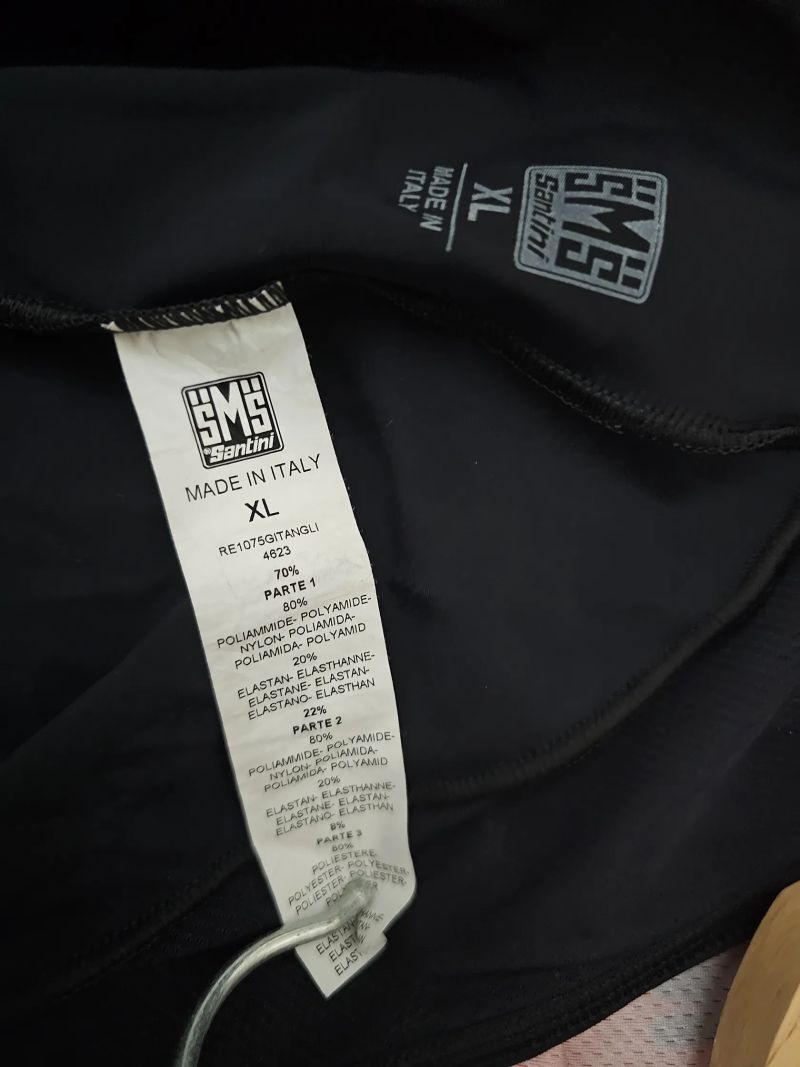 SMS
Santini
XL
MADE IN
ITALY
SMS
®Santini
MADE IN ITALY
XL
RE1075GITANGLI
4623
70%
PARTE 1
80%
POLIAMMIDE- POLYAMIDE-
NYLON- POLIAMIDA-
POLIAMIDA- POLYAMID
20%
ELASTAN- ELASTHANNE-
ELASTANE- ELASTAN-
ELASTANO- ELASTHAN
22%
PARTE 2
80%
POLIAMMIDE- POLYAMIDE-
NYLON- POLIAMIDA-
POLIAMIDA- POLYAMID
20%
ELASTAN- ELASTHANNE-
ELASTANE- ELASTAN-
ELASTANO- ELASTHAN
8%
PARTE 3
80%
POLIESTERE-
POLYESTER- POLYESTER-
POLIESTER- POLIESTER-